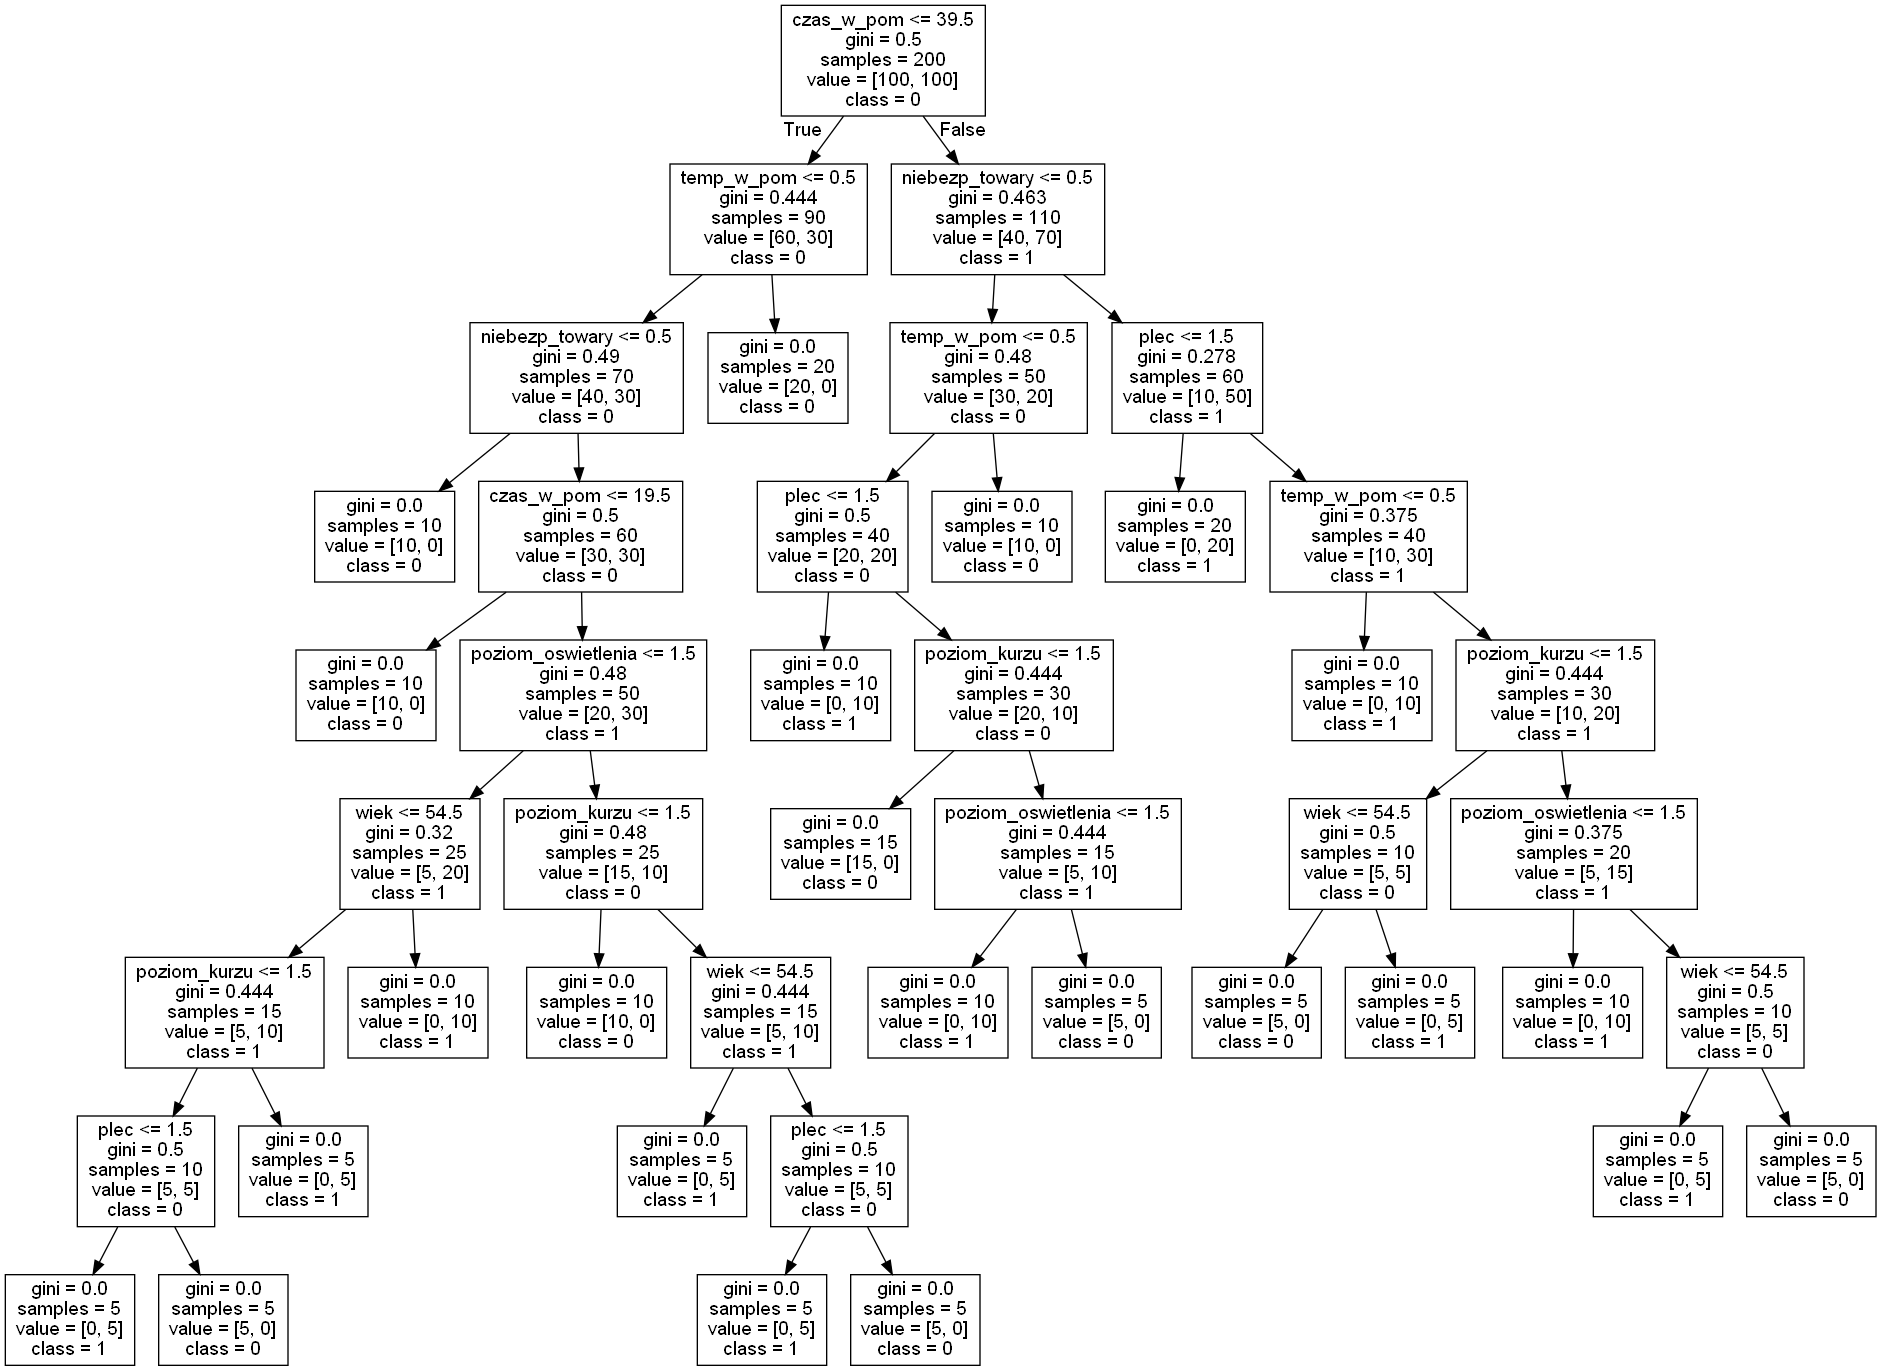 czas_w_pom <= 39.5
gini = 0.5
samples = 200
value = [100, 100]
class = 0
True
False
temp_w_pom <= 0.5
gini = 0.444
samples = 90
value = [60, 30]
class = 0
niebezp_towary <= 0.5
gini = 0.463
samples = 110
value = [40, 70]
class = 1
niebezp_towary <= 0.5
gini = 0.49
samples = 70
value = [40, 30]
class = 0
gini = 0.0
samples = 20
value = [20, 0]
class = 0
temp_w_pom <= 0.5
gini = 0.48
samples = 50
value = [30, 20]
class = 0
plec <= 1.5
gini = 0.278
samples = 60
value = [10, 50]
class = 1
gini = 0.0
samples = 10
value = [10, 0]
class = 0
czas_w_pom <= 19.5
gini = 0.5
samples = 60
value = [30, 30]
class = 0
plec <= 1.5
gini = 0.5
samples = 40
value = [20, 20]
class = 0
gini = 0.0
samples = 10
value = [10, 0]
class = 0
gini = 0.0
samples = 20
value = [0, 20]
class = 1
temp_w_pom <= 0.5
gini = 0.375
samples = 40
value = [10, 30]
class = 1
gini = 0.0
samples = 10
value = [10, 0]
class = 0
poziom_oswietlenia <= 1.5
gini = 0.48
samples = 50
value = [20, 30]
class = 1
gini = 0.0
samples = 10
value = [0, 10]
class = 1
poziom_kurzu <= 1.5
gini = 0.444
samples = 30
value = [20, 10]
class = 0
gini = 0.0
samples = 10
value = [0, 10]
class = 1
poziom_kurzu <= 1.5
gini = 0.444
samples = 30
value = [10, 20]
class = 1
wiek <= 54.5
gini = 0.32
samples = 25
value = [5, 20]
class = 1
poziom_kurzu <= 1.5
gini = 0.48
samples = 25
value = [15, 10]
class = 0
gini = 0.0
samples = 15
value = [15, 0]
class = 0
poziom_oswietlenia <= 1.5
gini = 0.444
samples = 15
value = [5, 10]
class = 1
wiek <= 54.5
gini = 0.5
samples = 10
value = [5, 5]
class = 0
poziom_oswietlenia <= 1.5
gini = 0.375
samples = 20
value = [5, 15]
class = 1
poziom_kurzu <= 1.5
gini = 0.444
samples = 15
value = [5, 10]
class = 1
gini = 0.0
samples = 10
value = [0, 10]
class = 1
gini = 0.0
samples = 10
value = [10, 0]
class = 0
wiek <= 54.5
gini = 0.444
samples = 15
value = [5, 10]
class = 1
gini = 0.0
samples = 10
value = [0, 10]
class = 1
gini = 0.0
samples = 5
value = [5, 0]
class = 0
gini = 0.0
samples = 5
value = [5, 0]
class = 0
gini = 0.0
samples = 5
value = [0, 5]
class = 1
gini = 0.0
samples = 10
value = [0, 10]
class = 1
wiek <= 54.5
gini = 0.5
samples = 10
value = [5, 5]
class = 0
plec <= 1.5
gini = 0.5
samples = 10
value = [5, 5]
class = 0
gini = 0.0
samples = 5
value = [0, 5]
class = 1
gini = 0.0
samples = 5
value = [0, 5]
class = 1
plec <= 1.5
gini = 0.5
samples = 10
value = [5, 5]
class = 0
gini = 0.0
samples = 5
value = [0, 5]
class = 1
gini = 0.0
samples = 5
value = [5, 0]
class = 0
gini = 0.0
samples = 5
value = [0, 5]
class = 1
gini = 0.0
samples = 5
value = [5, 0]
class = 0
gini = 0.0
samples = 5
value = [0, 5]
class = 1
gini = 0.0
samples = 5
value = [5, 0]
class = 0